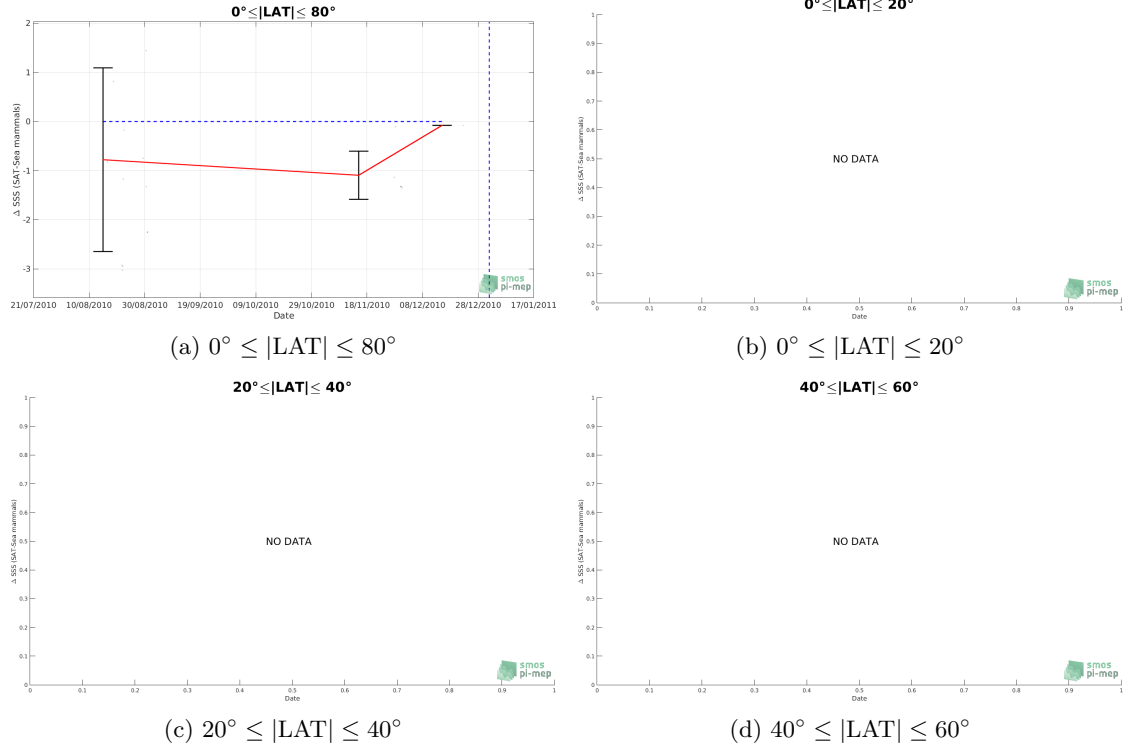 0°≤|LAT|≤ 80°
2
1
0
-1
-2
-3
Δ SSS (SAT-Sea mammals)
21/07/2010 10/08/2010 30/08/2010 19/09/2010 09/10/2010 29/10/2010 18/11/2010 08/12/2010 28/12/2010 17/01/2011
Date
smos
pi-mep
(a) 0° ≤ |LAT| ≤ 80°
0°≤|LAT|≤ 20°
1
0.9
0.8
0.7
0.6
0.5
0.4
0.3
0.2
0.1
0
Δ SSS (SAT-Sea mammals)
NO DATA
0 0.1 0.2 0.3 0.4 0.5 0.6 0.7 0.8 0.9 1
Date
smos
pi-mep
(b) 0° ≤ |LAT| ≤ 20°
20°≤|LAT|≤ 40°
1
0.9
0.8
0.7
0.6
0.5
0.4
0.3
0.2
0.1
0
Δ SSS (SAT-Sea mammals)
NO DATA
0 0.1 0.2 0.3 0.4 0.5 0.6 0.7 0.8 0.9 1
Date
smos
pi-mep
(c) 20° ≤ |LAT| ≤ 40°
40°≤|LAT|≤ 60°
1
0.9
0.8
0.7
0.6
0.5
0.4
0.3
0.2
0.1
0
Δ SSS (SAT-Sea mammals)
NO DATA
0 0.1 0.2 0.3 0.4 0.5 0.6 0.7 0.8 0.9 1
Date
smos
pi-mep
(d) 40° ≤ |LAT| ≤ 60°